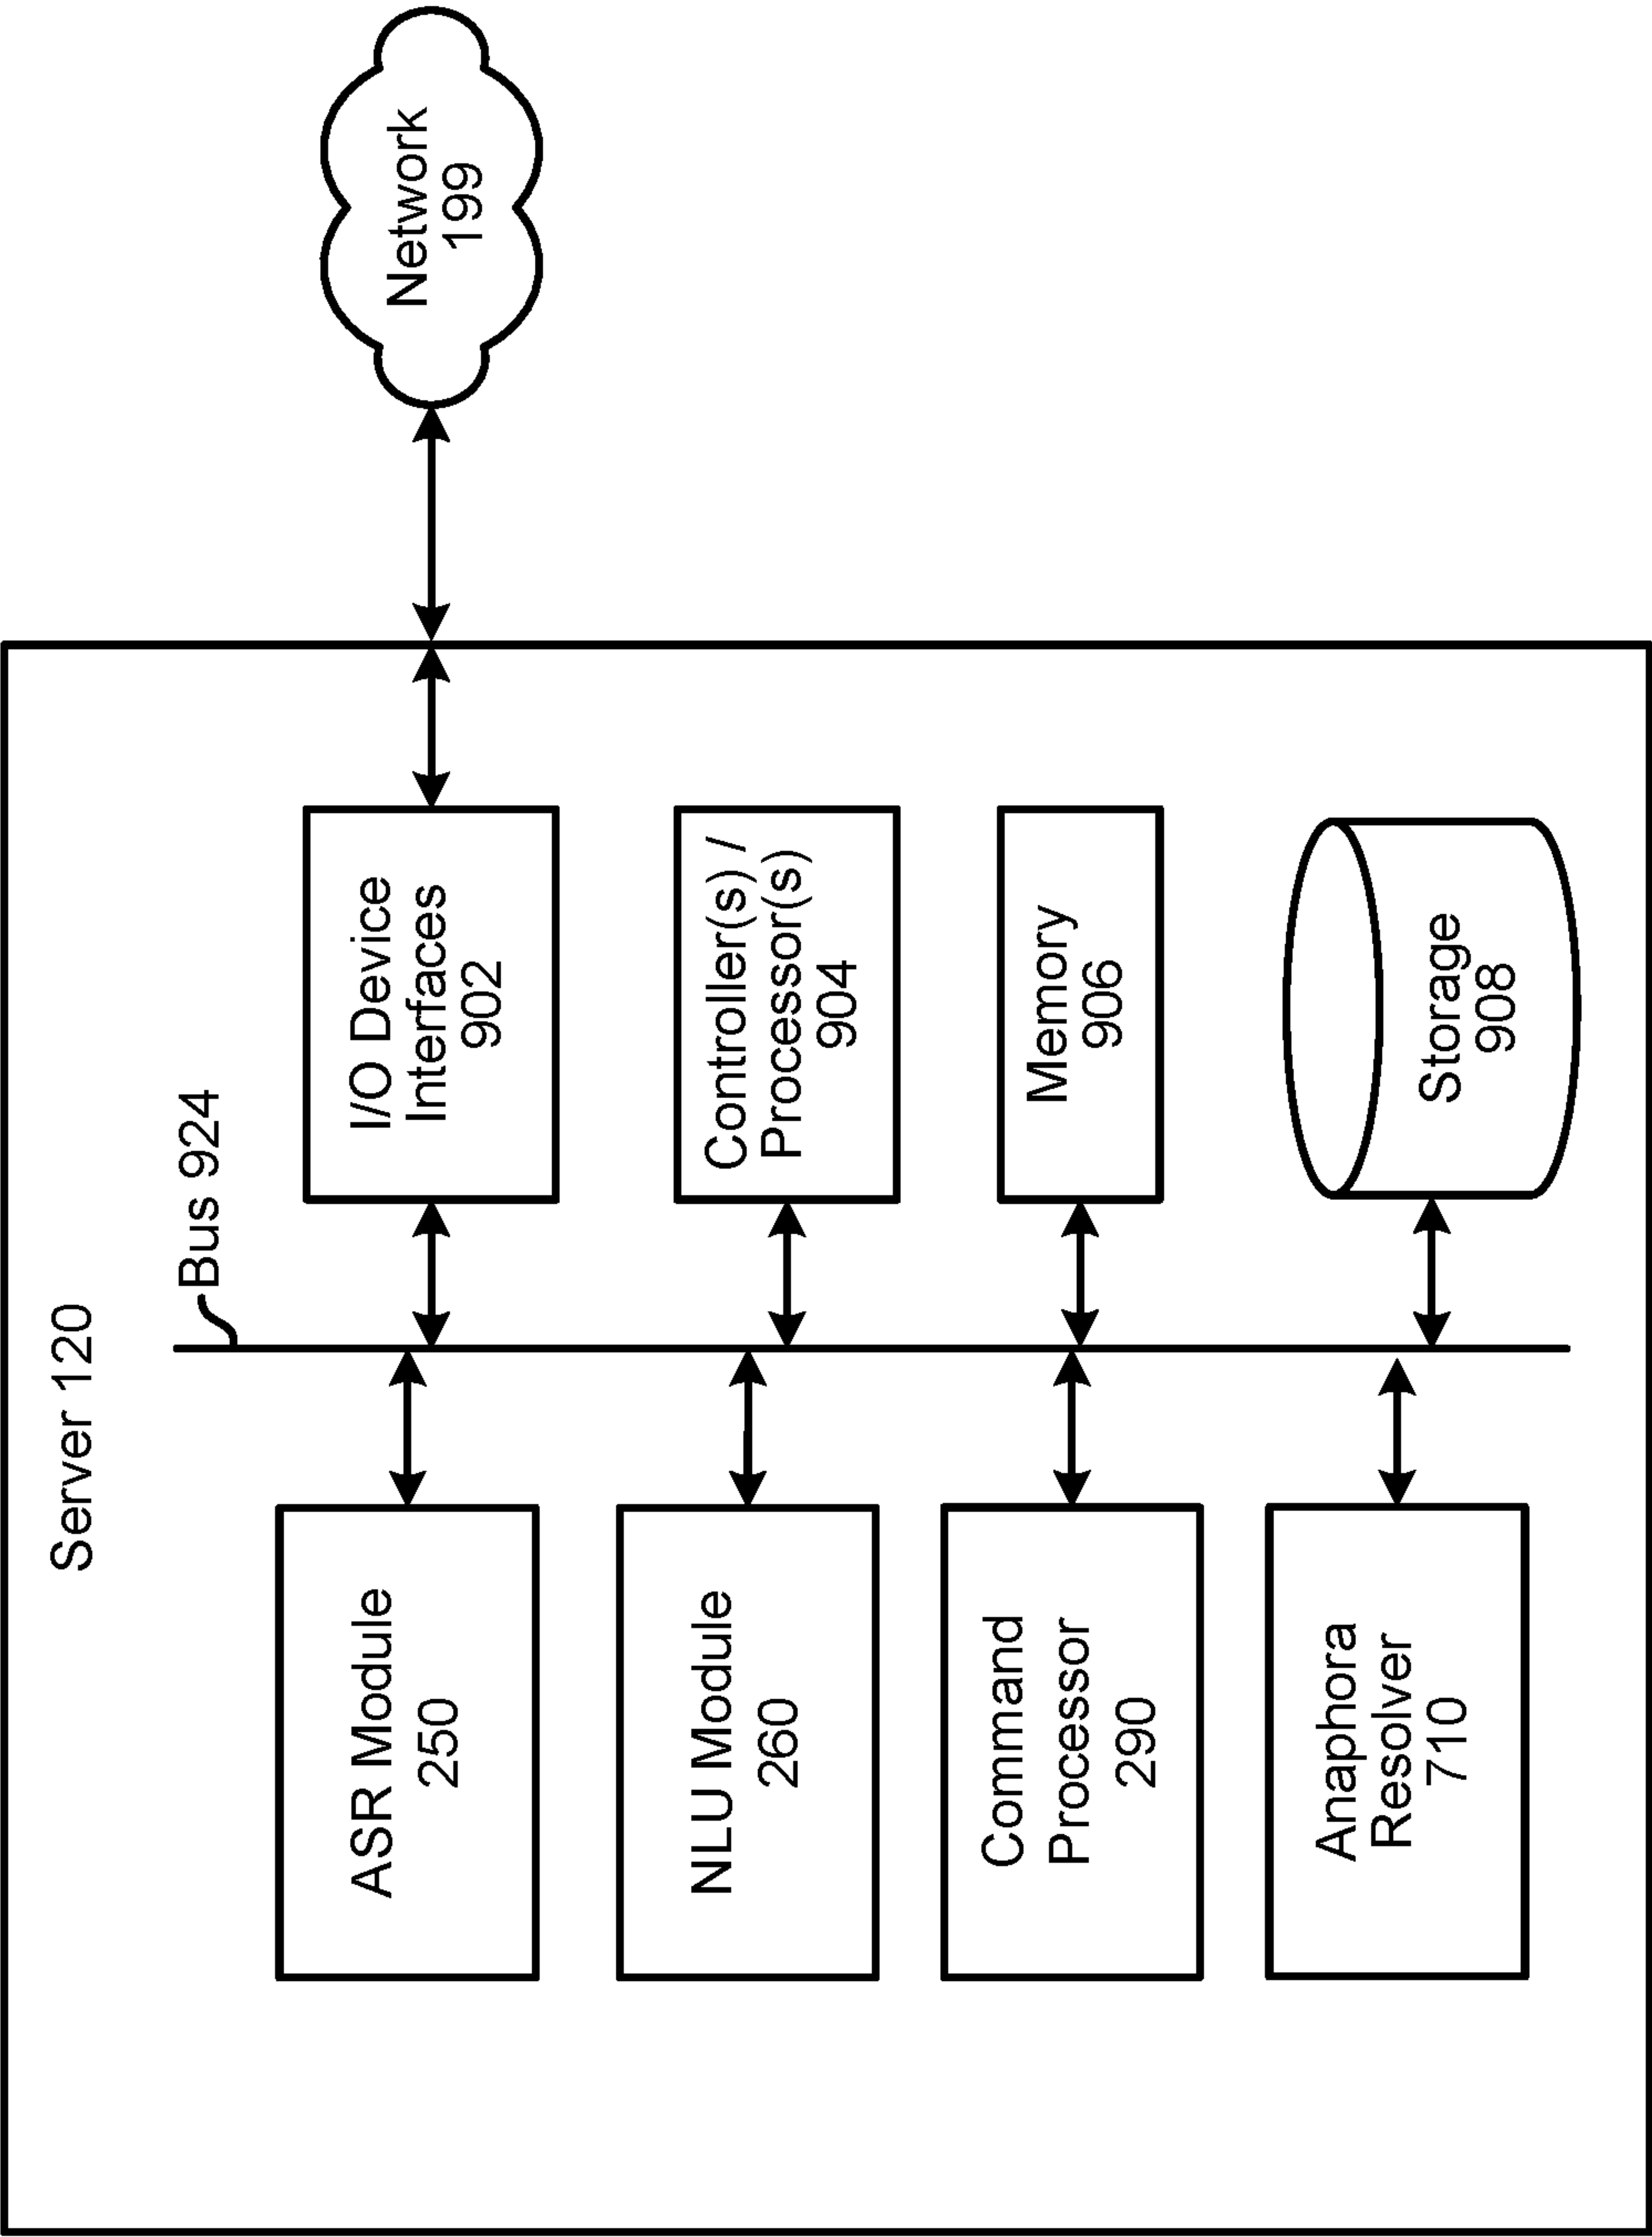 Server 120
Bus 924
ASR Module
250
I/O Device
Interfaces
902
Network
199
NLU Module
260
Controller(s) /
Processor(s)
904
Command
Processor
290
Memory
906
Anaphora
Resolver
710
Storage
908